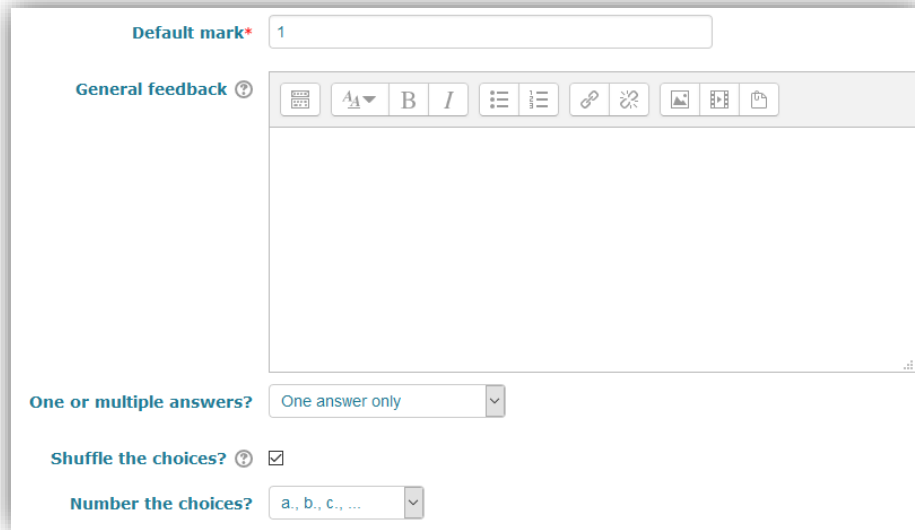 Default mark* 1
General feedback
B I
One or multiple answers? One answer only
Shuffle the choices?
Number the choices? a., b., c., ...